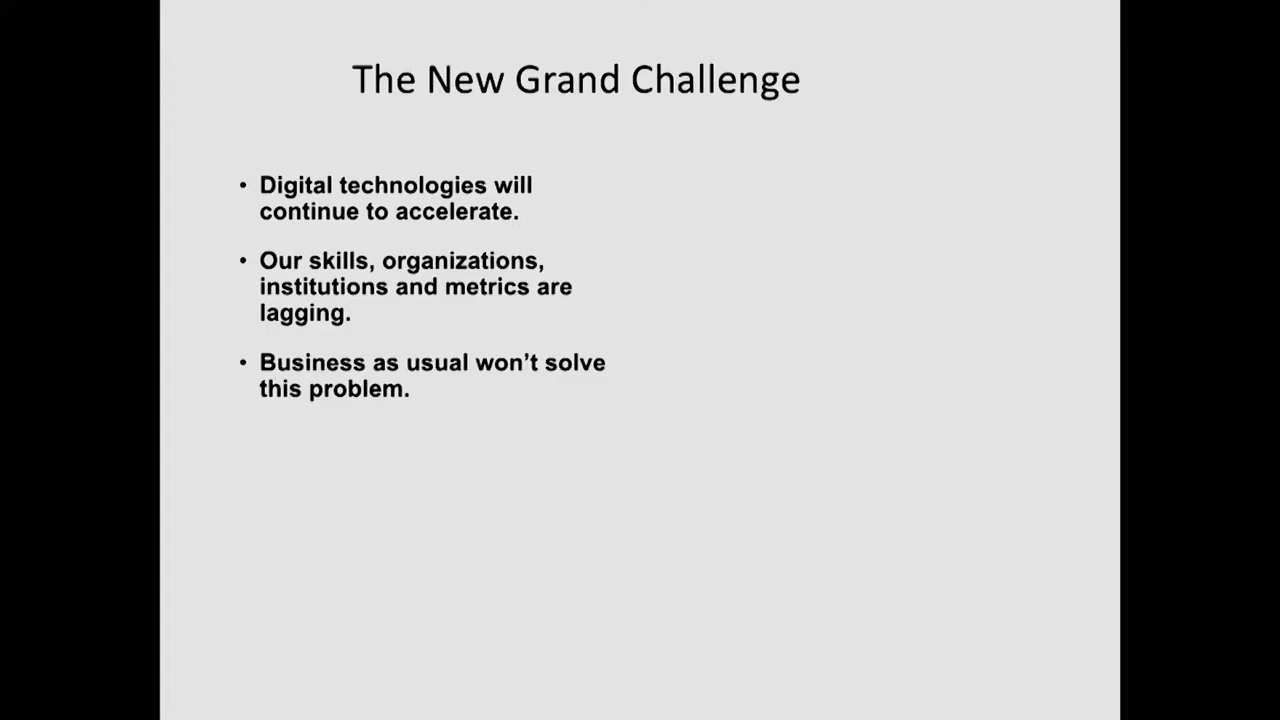 The New Grand Challenge
• Digital technologies will
continue to accelerate.
• Our skills, organizations,
institutions and metrics are
lagging.
• Business as usual won’t solve
this problem.